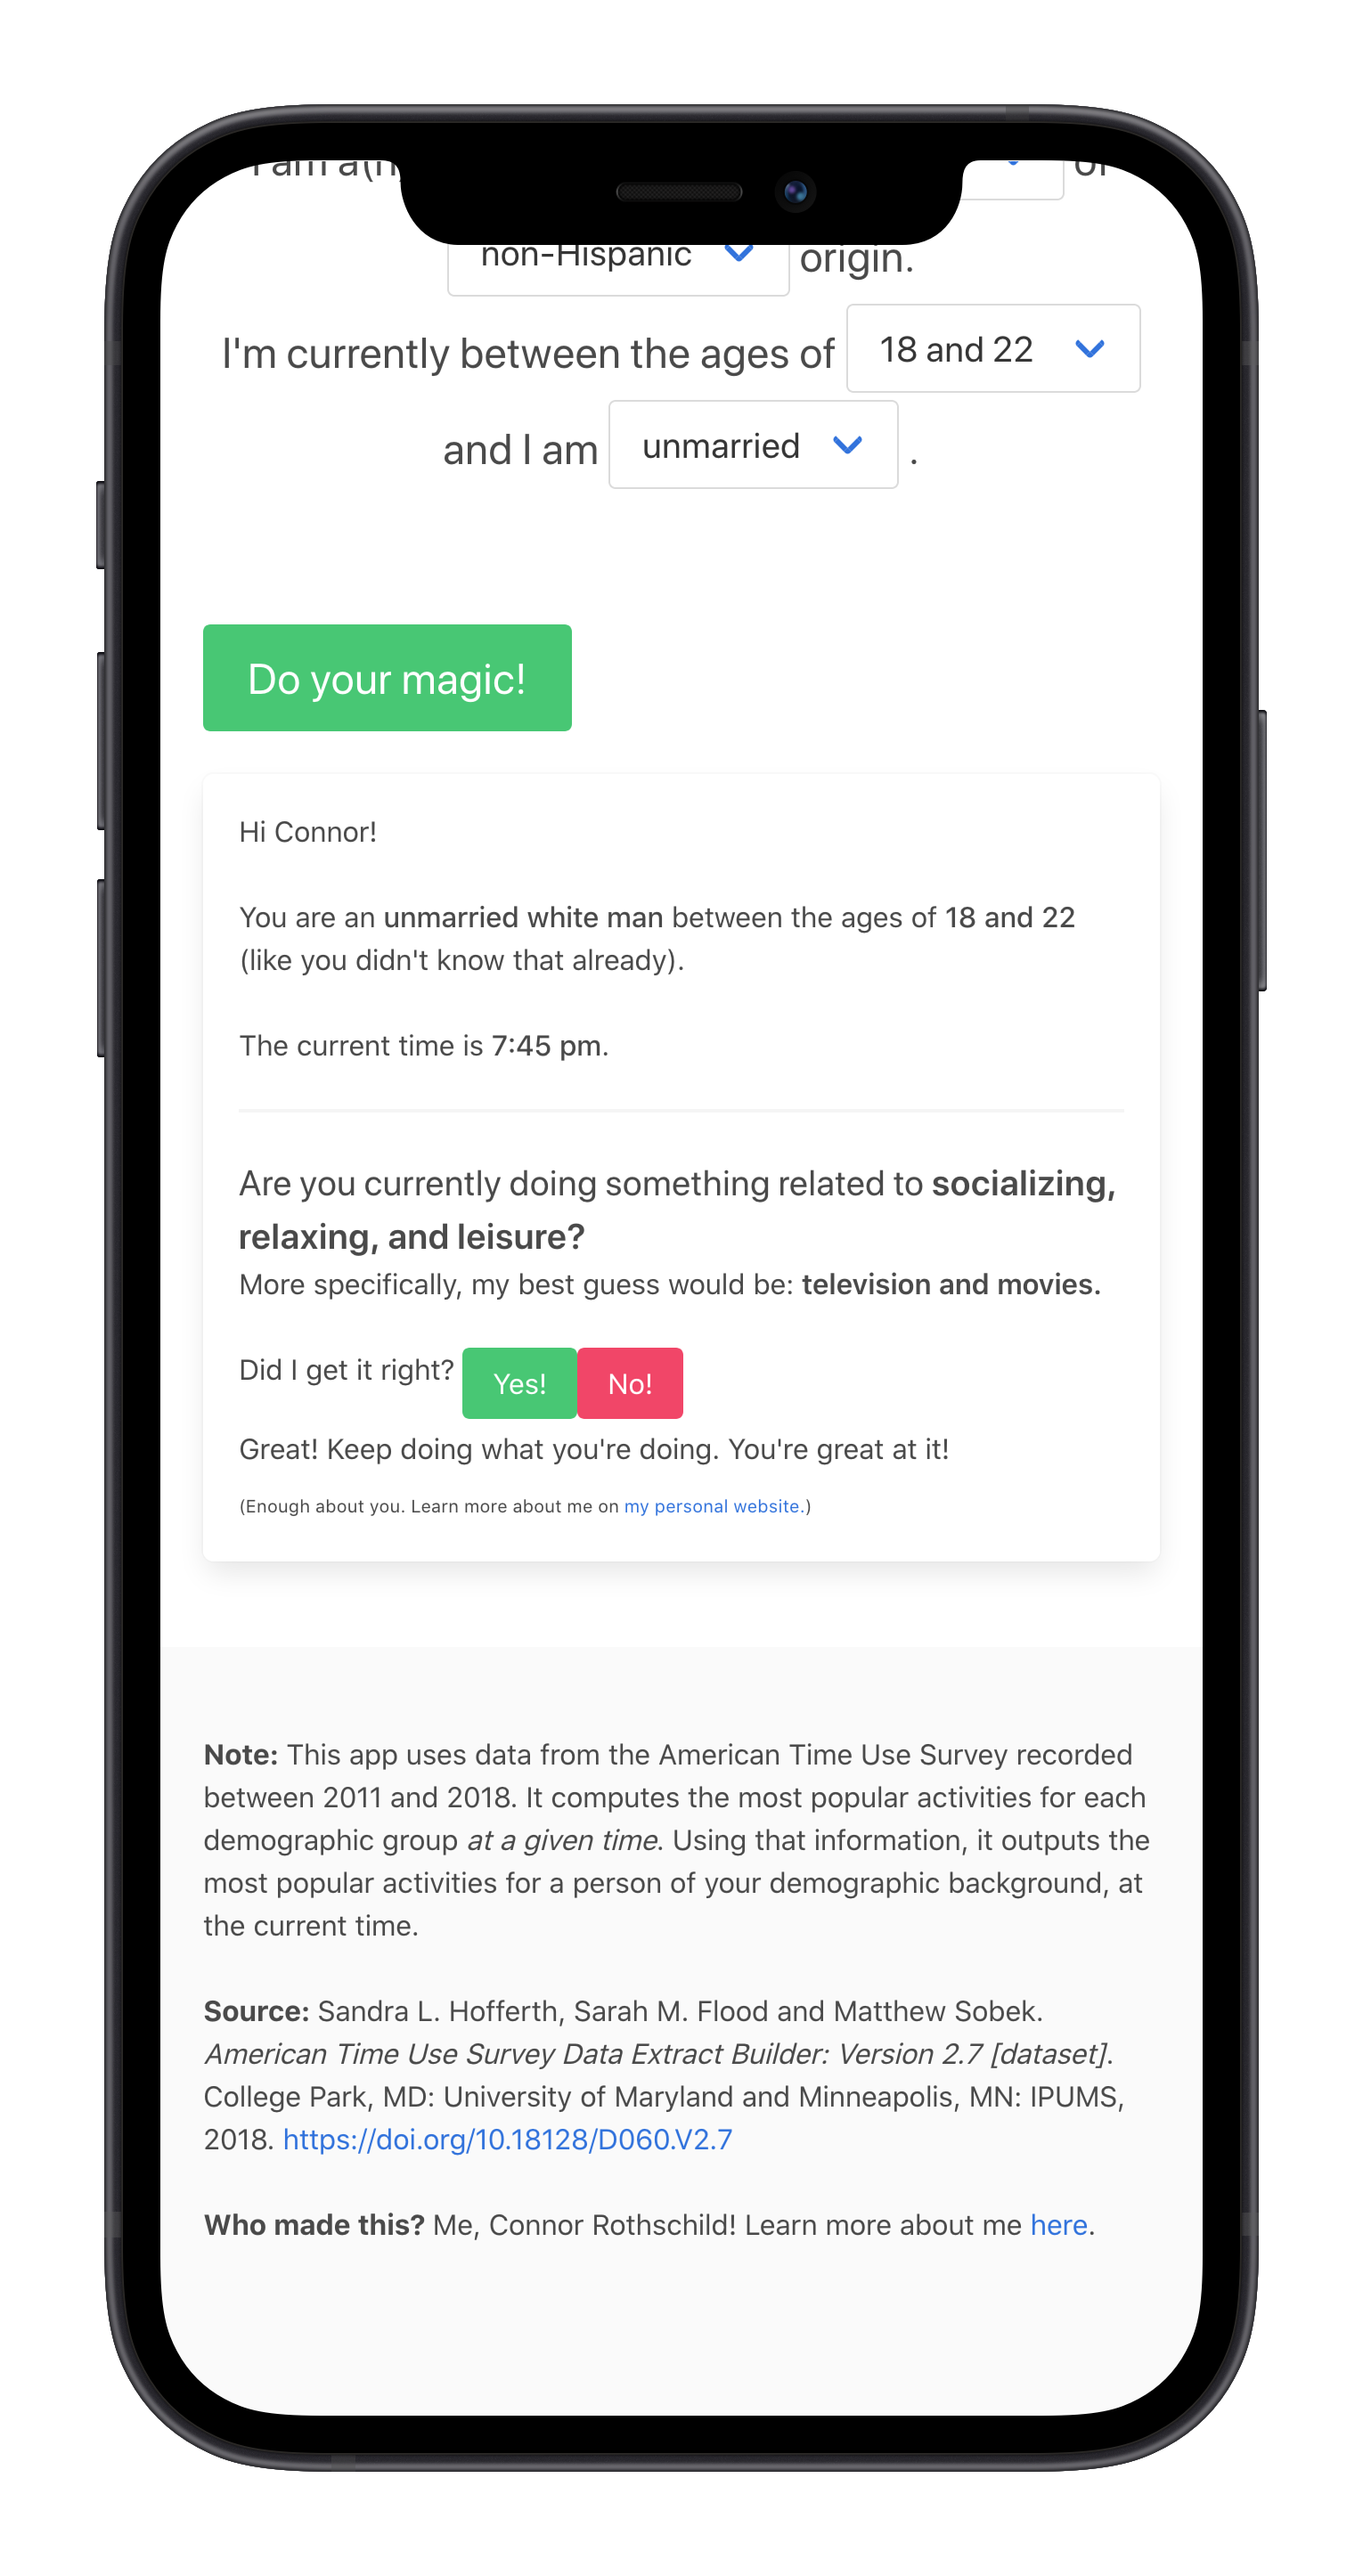 I am a(n
or
non-Hispanic origin.
I'm currently between the ages of 18 and 22
and I am unmarried .
Do your magic!
Hi Connor!
You are an unmarried white man between the ages of 18 and 22
(like you didn't know that already).
The current time is 7:45 pm.
Are you currently doing something related to socializing,
relaxing, and leisure?
More specifically, my best guess would be: television and movies.
Did I get it right? Yes! No!
Great! Keep doing what you're doing. You're great at it!
(Enough about you. Learn more about me on my personal website.)
Note: This app uses data from the American Time Use Survey recorded
between 2011 and 2018. It computes the most popular activities for each
demographic group at a given time. Using that information, it outputs the
most popular activities for a person of your demographic background, at
the current time.
Source: Sandra L. Hofferth, Sarah M. Flood and Matthew Sobek.
American Time Use Survey Data Extract Builder: Version 2.7 [dataset].
College Park, MD: University of Maryland and Minneapolis, MN: IPUMS,
2018. https://doi.org/10.18128/D060.V2.7
Who made this? Me, Connor Rothschild! Learn more about me here.